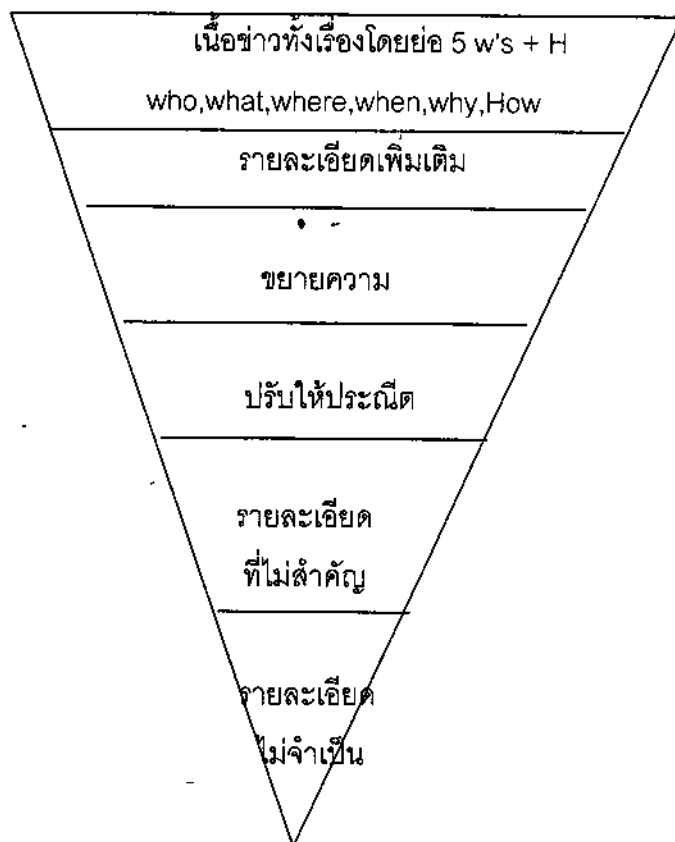 เนื้อข่าวทั้งเรื่องโดยย่อ 5 w's + H
who,what,where,when,why,How
รายละเอียดเพิ่มเติม
ขยายความ
ปรับให้ประณีต
รายละเอียด
ที่ไม่สำคัญ
รายละเอียด
ไม่จำเป็น